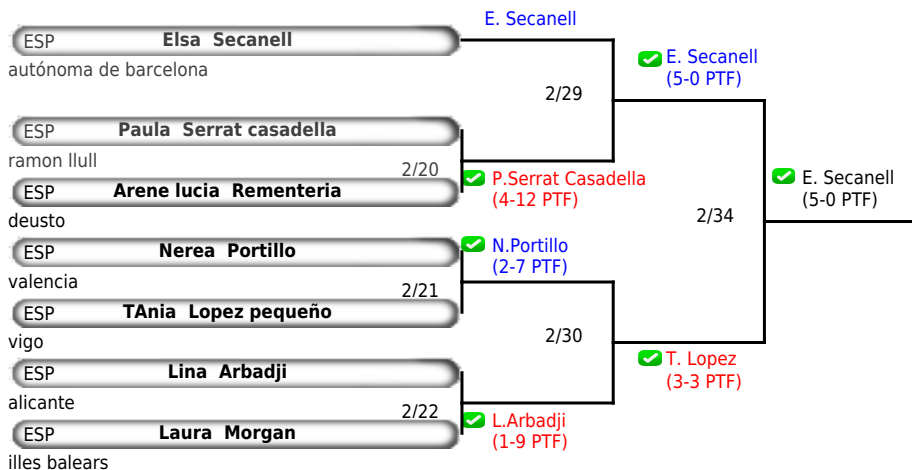 E. Secanell
ESP Elsa Secanell
autónoma de barcelona
E. Secanell
(5-0 PTF)
2/29
ESP Paula Serrat casadella
ramon llull
2/20
P.Serrat Casadella
(4-12 PTF)
ESP Arene lucia Rementeria
deusto
E. Secanell
(5-0 PTF)
2/34
ESP Nerea Portillo
valencia
N.Portillo
(2-7 PTF)
2/21
ESP TAnia Lopez pequeño
vigo
2/30
ESP Lina Arbadji
alicante
T. Lopez
(3-3 PTF)
2/22
L.Arbadji
(1-9 PTF)
ESP Laura Morgan
illes balears